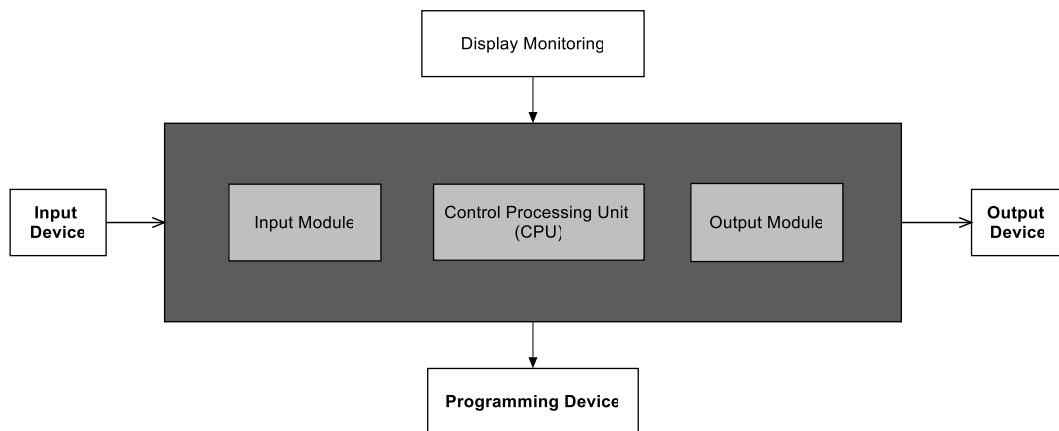 Display Monitoring
Input
Device
Input Module
Control Processing Unit
(CPU)
Output Module
Output
Device
Programming Device